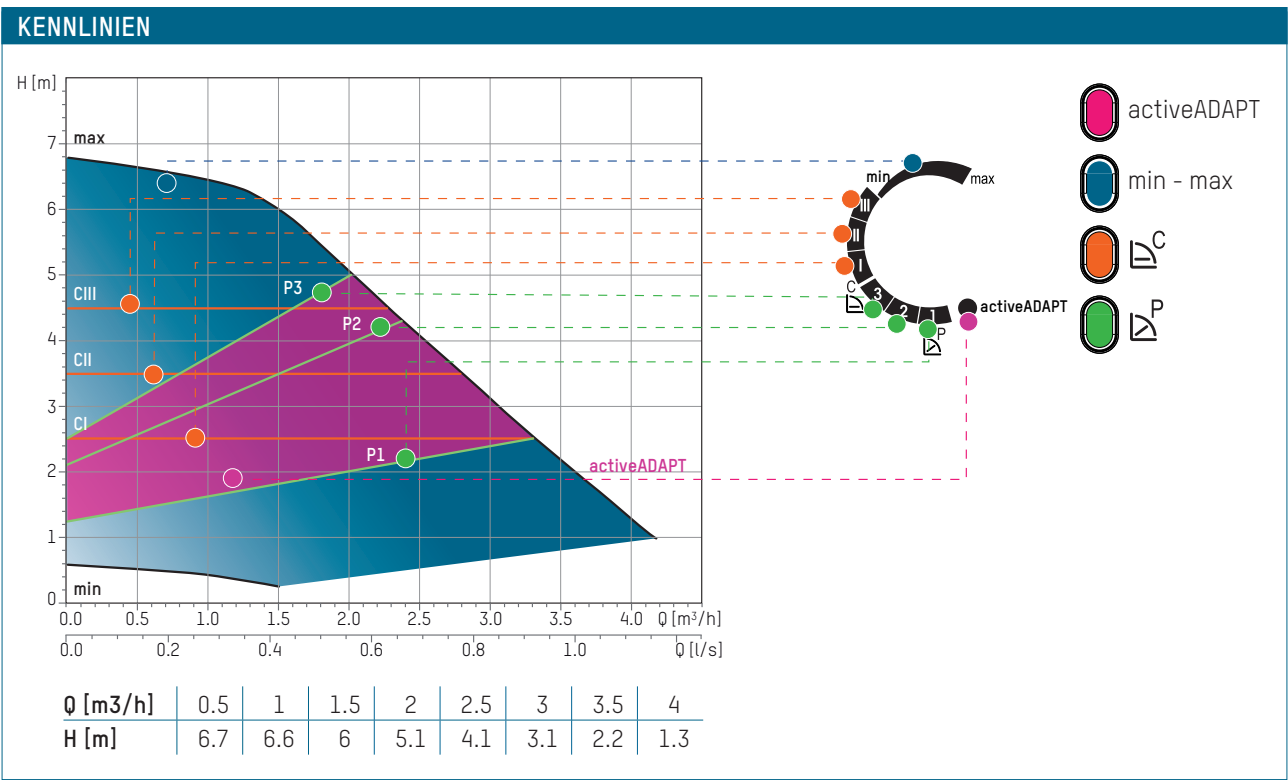 KENNLINIEN
H [m]
7
6
5
4
3
2
1
0
max
CIII
CII
CI
P3
P2
P1
activeADAPT
min
0.0 0.5 1.0 1.5 2.0 2.5 3.0 3.5 4.0 Q [m³/h]
0.0 0.2 0.4 0.6 0.8 1.0 Q [l/s]
Q [m3/h] 0.5 1 1.5 2 2.5 3 3.5 4
H [m] 6.7 6.6 6 5.1 4.1 3.1 2.2 1.3
min
max
III
II
I
C
3
2
1
P
activeADAPT
activeADAPT
min - max
C
P